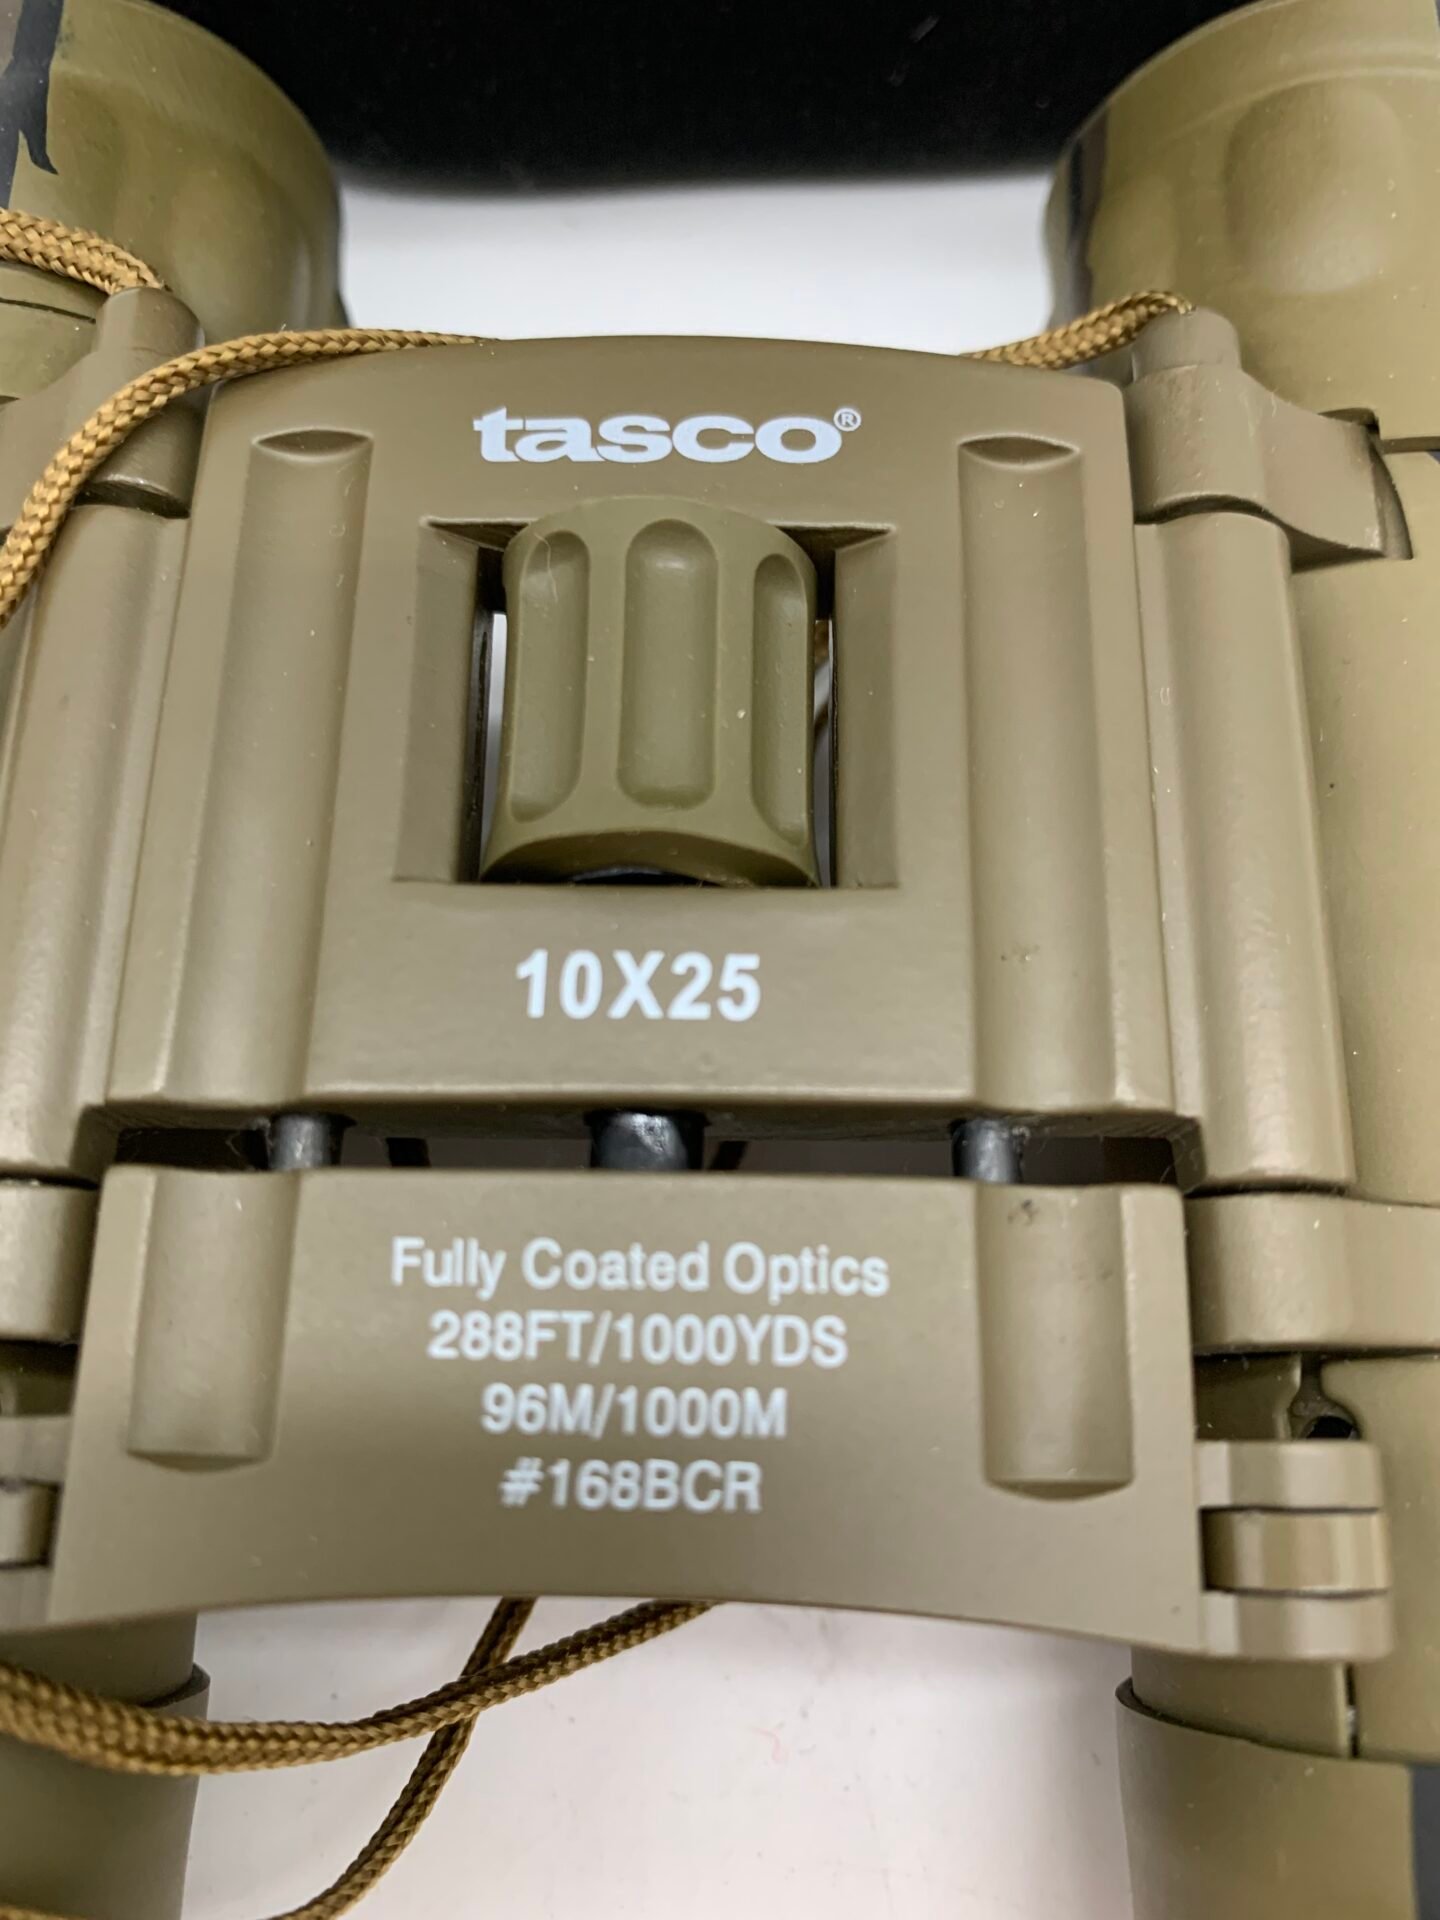 tasco®
10X25
Fully Coated Optics
288FT/1000YDS
96M/1000M
#168BCR